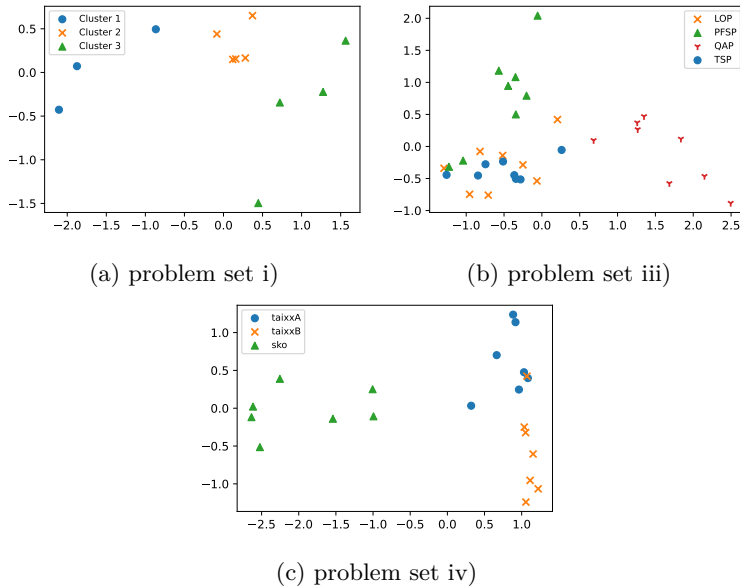 Cluster 1
Cluster 2
Cluster 3
0.5
0.0
−0.5
−1.0
−1.5
−2.0 −1.5 −1.0 −0.5 0.0 0.5 1.0 1.5
(a) problem set i)
LOP
PFSP
QAP
TSP
2.0
1.5
1.0
0.5
0.0
−0.5
−1.0
−1.0 −0.5 0.0 0.5 1.0 1.5 2.0 2.5
(b) problem set iii)
taixxA
taixxB
sko
1.0
0.5
0.0
−0.5
−1.0
−2.5 −2.0 −1.5 −1.0 −0.5 0.0 0.5 1.0
(c) problem set iv)